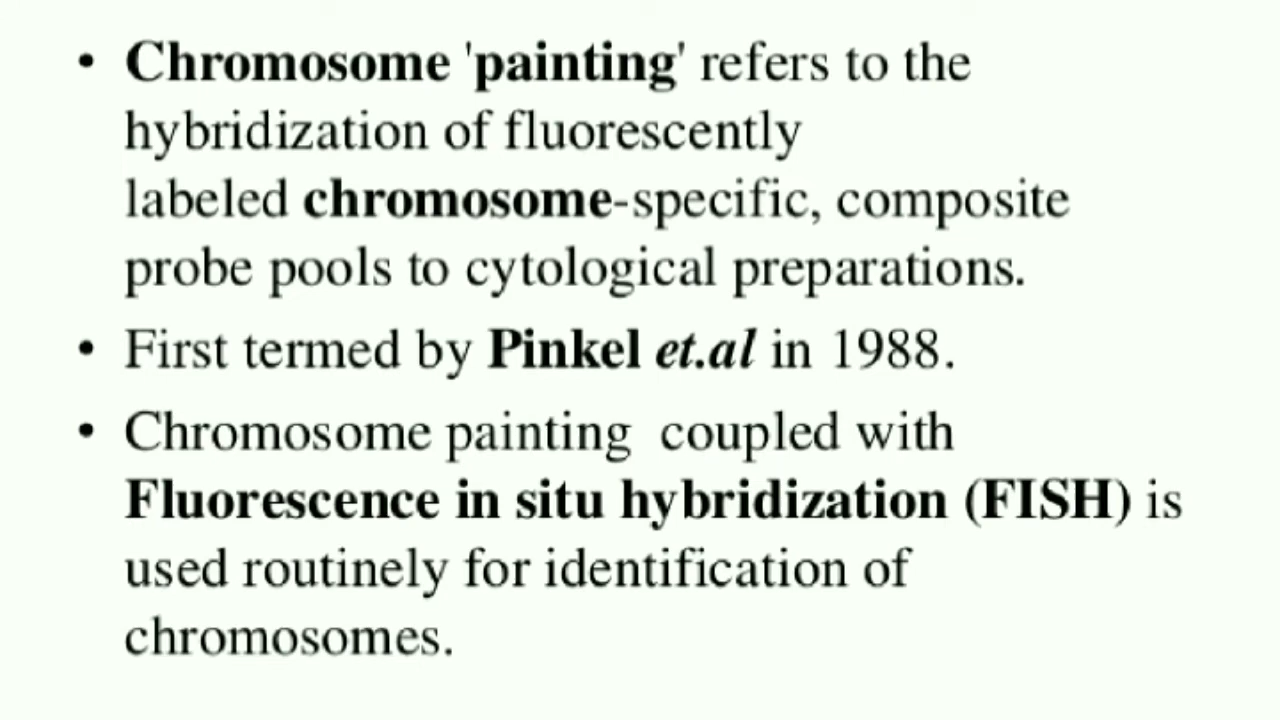 • Chromosome 'painting' refers to the
hybridization of fluorescently
labeled chromosome-specific, composite
probe pools to cytological preparations.
• First termed by Pinkel et.al in 1988.
• Chromosome painting  coupled with
Fluorescence in situ hybridization (FISH) is
used routinely for identification of
chromosomes.